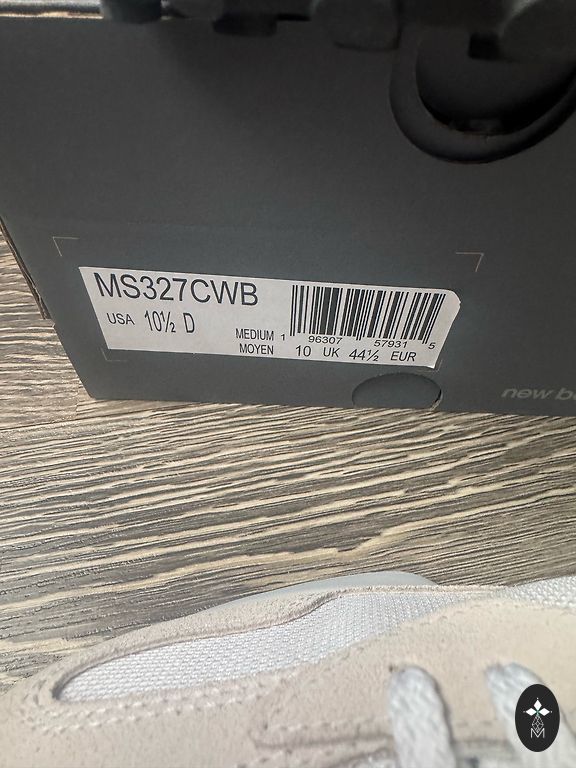 MS327CWB
USA 10½ D
MEDIUM 1 96307 57931 5
MOYEN 10 UK 44½ EUR
new
M